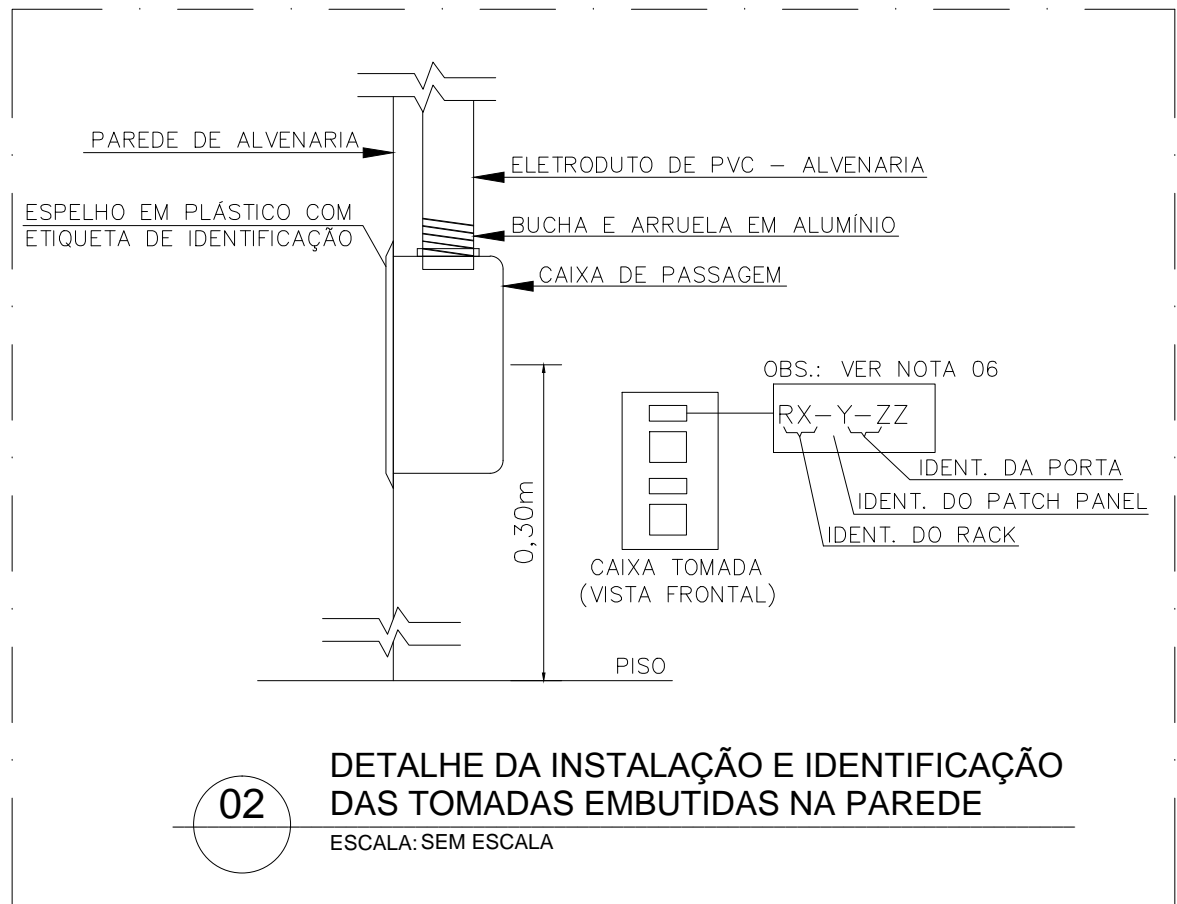 PAREDE DE ALVENARIA
ELETRODUTO DE PVC – ALVENARIA
ESPELHO EM PLÁSTICO COM
ETIQUETA DE IDENTIFICAÇÃO
BUCHA E ARRUELA EM ALUMÍNIO
CAIXA DE PASSAGEM
OBS.: VER NOTA 06
RX–Y–ZZ
IDENT. DA PORTA
IDENT. DO PATCH PANEL
IDENT. DO RACK
0,30m
CAIXA TOMADA
(VISTA FRONTAL)
PISO
02
DETALHE DA INSTALAÇÃO E IDENTIFICAÇÃO
DAS TOMADAS EMBUTIDAS NA PAREDE
ESCALA: SEM ESCALA